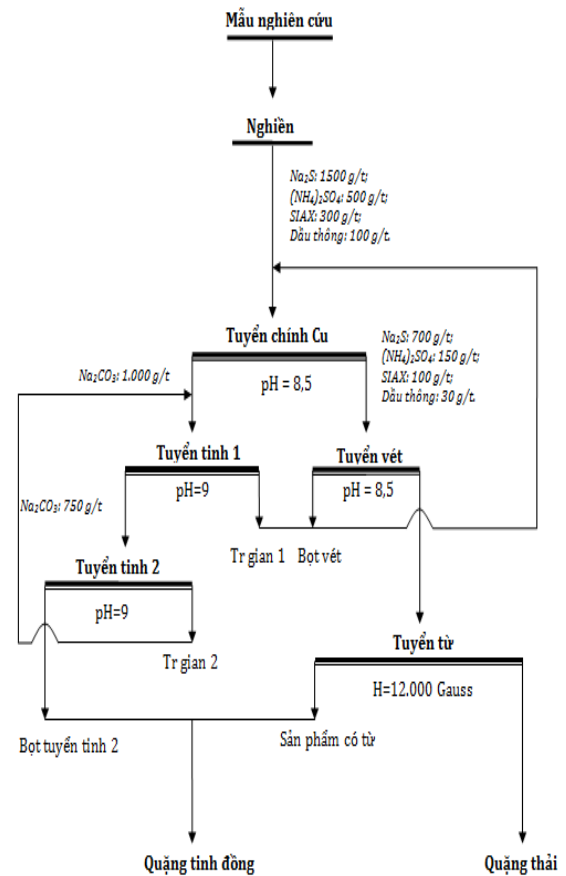 Mẫu nghiên cứu
Nghiền
Na₂S: 1500 g/t;
(NH₄)₂SO₄: 500 g/t;
SIAX: 300 g/t;
Dầu thông: 100 g/t.
Tuyển chính Cu
pH = 8,5
Na₂S: 700 g/t;
(NH₄)₂SO₄: 150 g/t;
SIAX: 100 g/t;
Dầu thông: 30 g/t.
Na₂CO₃: 1.000 g/t
Tuyển tinh 1
pH=9
Tuyển vét
pH = 8,5
Na₂CO₃: 750 g/t
Tr gian 1
Bọt vét
Tuyển tinh 2
pH=9
Tr gian 2
Tuyển từ
H=12.000 Gauss
Bọt tuyển tinh 2
Sản phẩm có từ
Quặng tinh đồng
Quặng thải